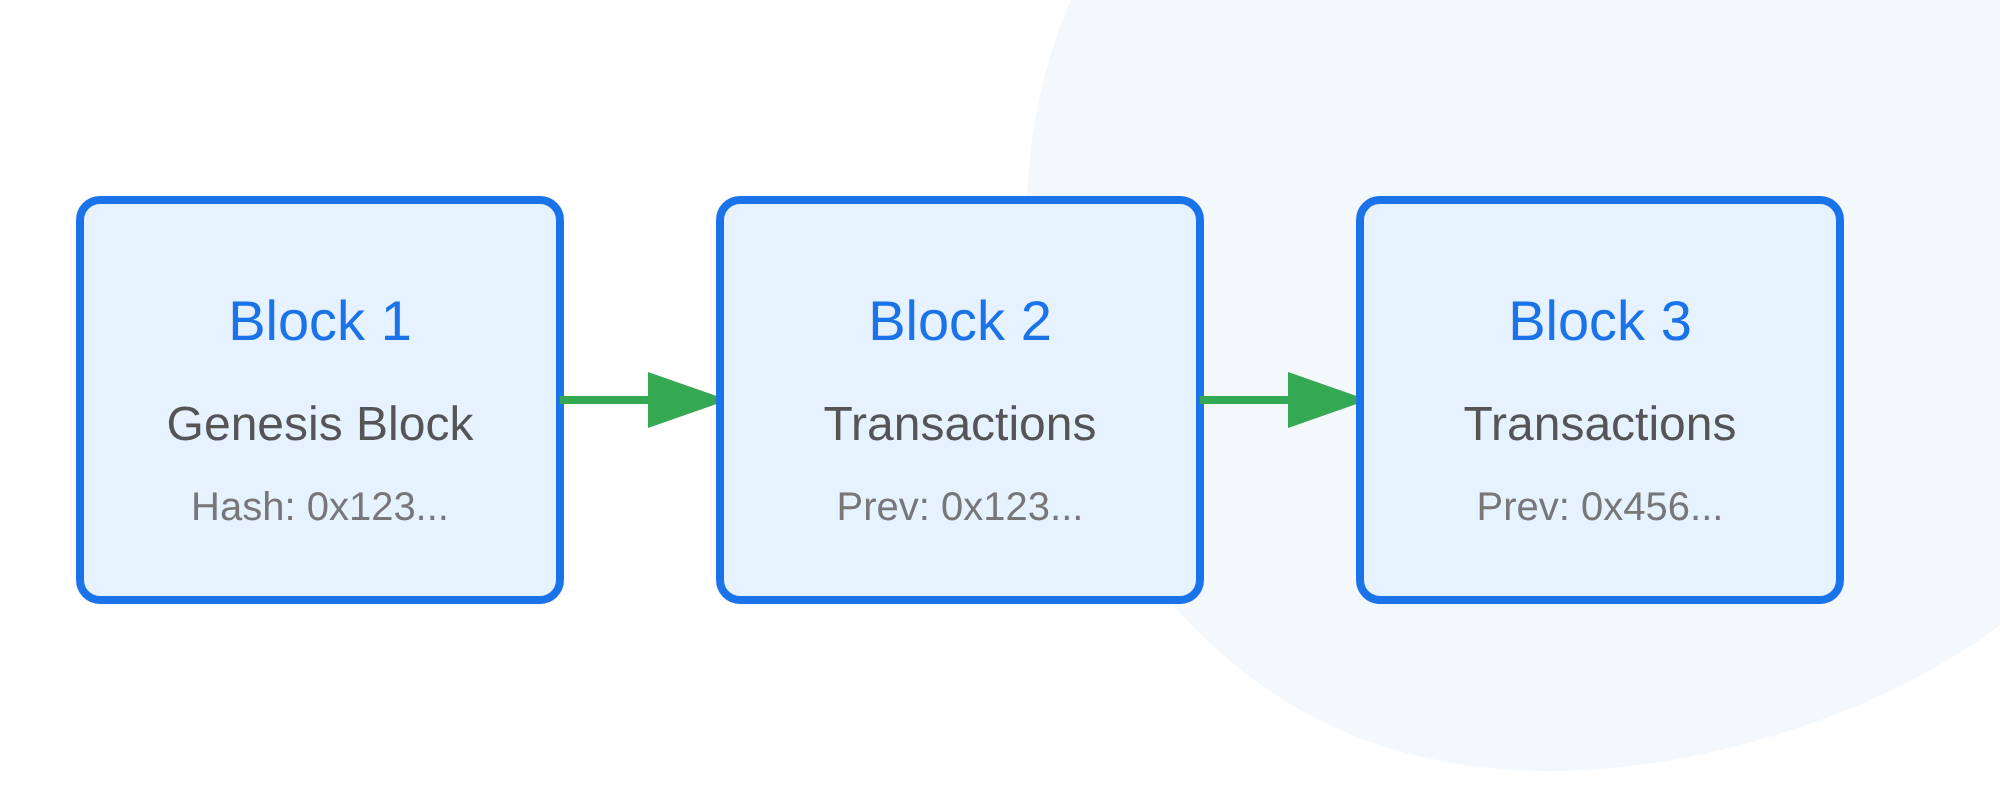 Block 1
Genesis Block
Hash: 0x123...
Block 2
Transactions
Prev: 0x123...
Block 3
Transactions
Prev: 0x456...